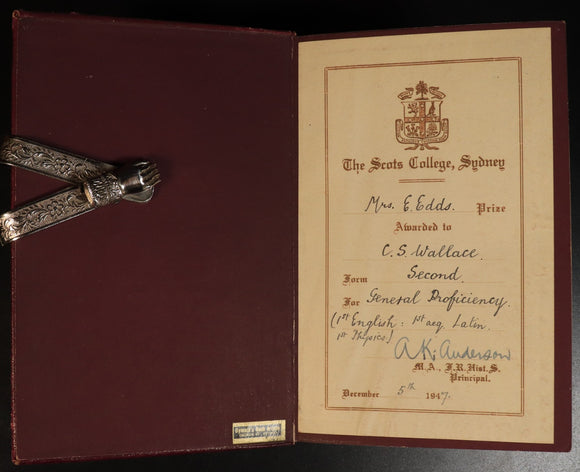 The Scots College, Sydney
Mrs. E. Edds. Prize
Awarded to
C. S. Wallace.
Form Second.
For General Proficiency.
(1st English: 1st aeq. Latin.
1st Physics.)
A.K. Anderson
M.A., F.R.Hist.S.
Principal.
December 5th 1947.